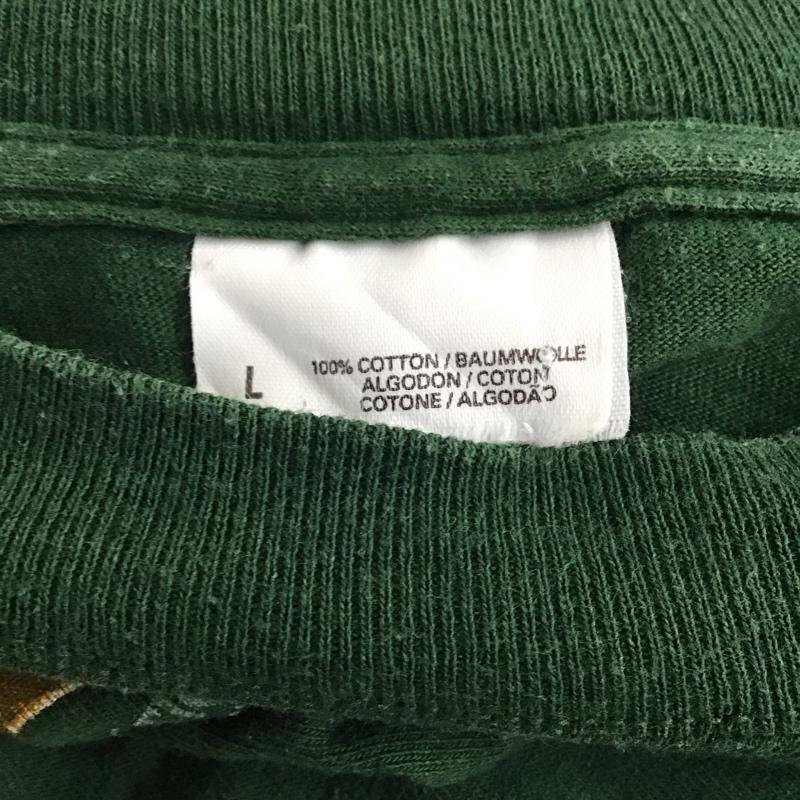 L
100% COTTON / BAUMWOLLE
ALGODON / COTON
COTONE / ALGODÃO